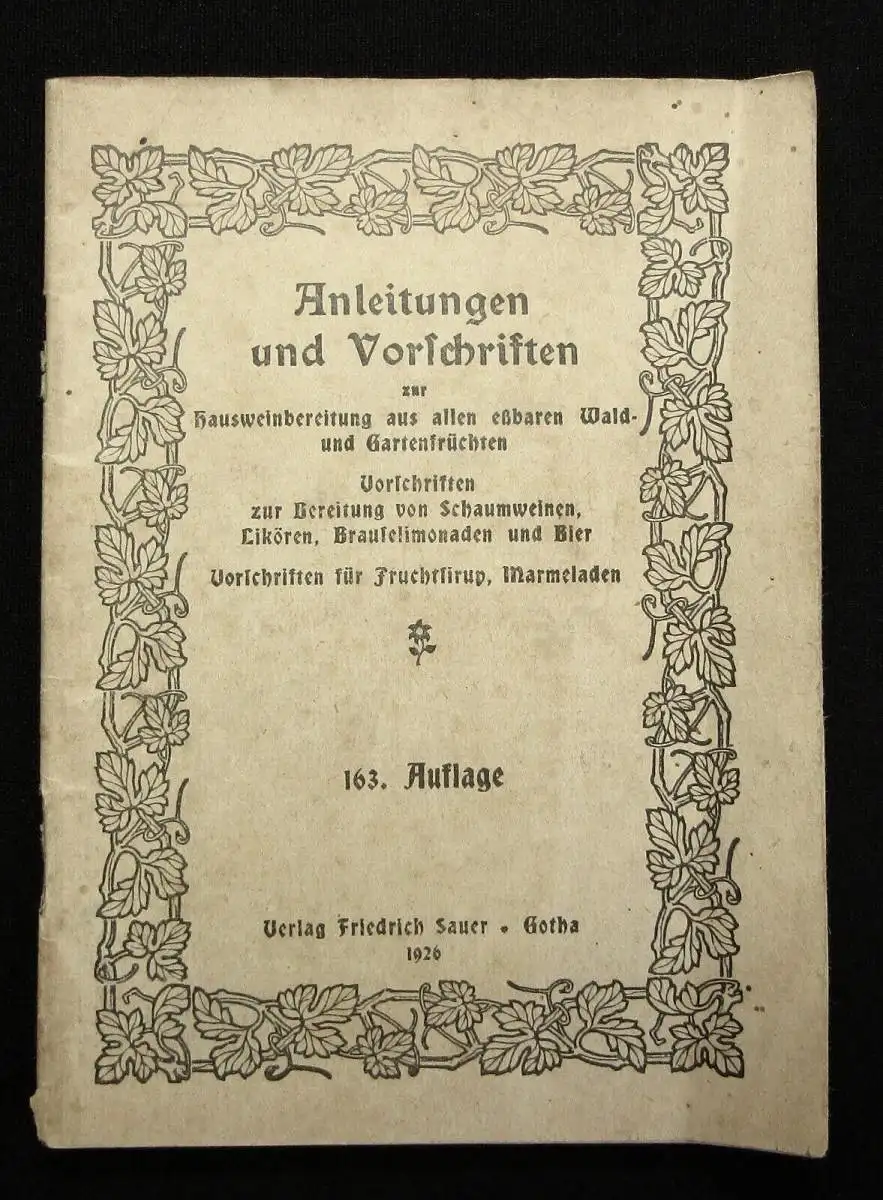 Anleitungen
und Vorſchriften
zur
Hausweinbereitung aus allen eßbaren Wald-
und Gartenfrüchten
Vorſchriften
zur Bereitung von Schaumweinen,
Likören, Brauſelimonaden und Bier
Vorſchriften für Fruchtſirup, Marmeladen
163. Auflage
Verlag Friedrich Sauer • Gotha
1926